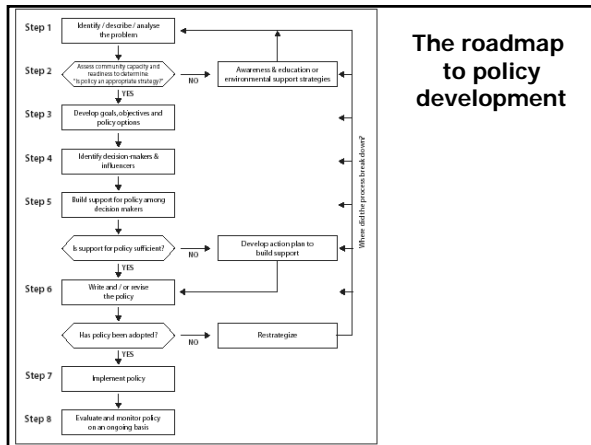 The roadmap
to policy
development
Step 1
Identify / describe / analyse
the problem
Step 2
Assess community capacity and
readiness to determine:
"Is policy an appropriate strategy?"
NO
Awareness & education or
environmental support strategies
YES
Step 3
Develop goals, objectives and
policy options
Step 4
Identify decision-makers &
influencers
Step 5
Build support for policy among
decision makers
Is support for policy sufficient?
NO
Develop action plan to
build support
YES
Step 6
Write and / or revise
the policy
Has policy been adopted?
NO
Restrategize
YES
Where did the process break down?
Step 7
Implement policy
Step 8
Evaluate and monitor policy
on an ongoing basis